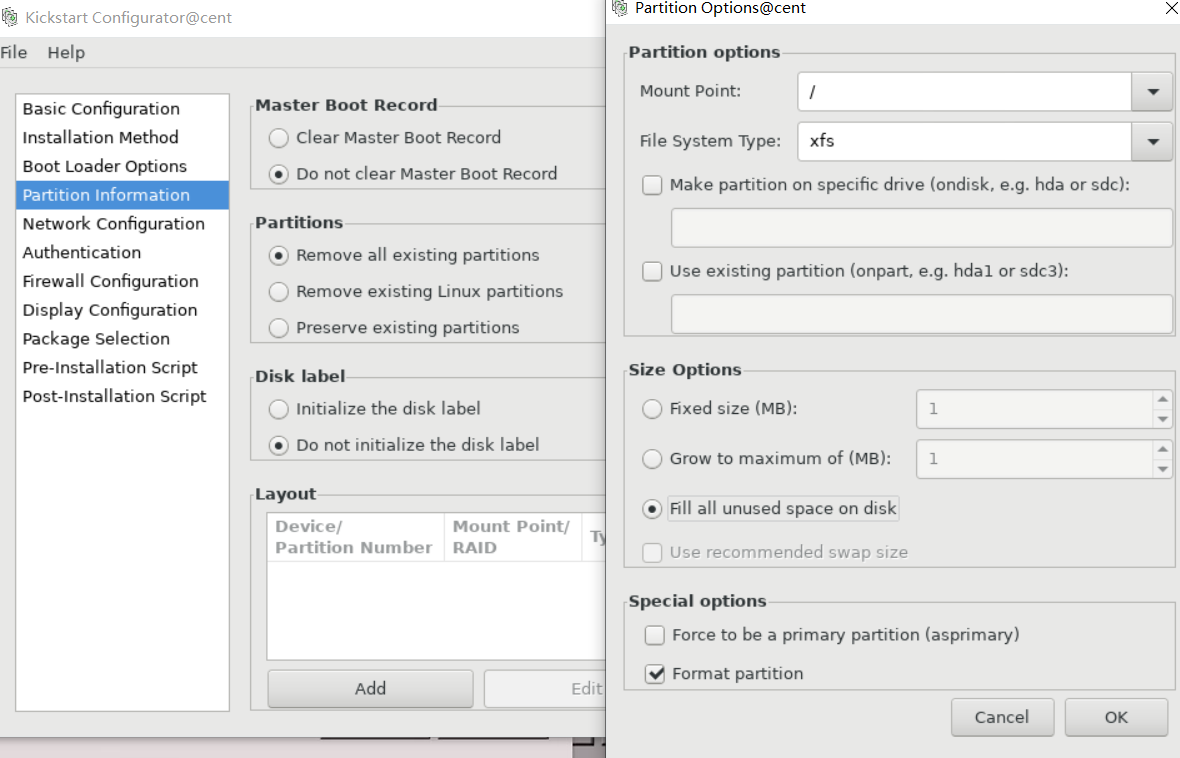 Kickstart Configurator@cent
File Help
Basic Configuration
Installation Method
Boot Loader Options
Partition Information
Network Configuration
Authentication
Firewall Configuration
Display Configuration
Package Selection
Pre-Installation Script
Post-Installation Script
Master Boot Record
Clear Master Boot Record
Do not clear Master Boot Record
Partitions
Remove all existing partitions
Remove existing Linux partitions
Preserve existing partitions
Disk label
Initialize the disk label
Do not initialize the disk label
Layout
Device/
Partition Number
Mount Point/
RAID
Ty
Add
Edit
Partition Options@cent
Partition options
Mount Point: /
File System Type: xfs
Make partition on specific drive (ondisk, e.g. hda or sdc):
Use existing partition (onpart, e.g. hda1 or sdc3):
Size Options
Fixed size (MB): 1
Grow to maximum of (MB): 1
Fill all unused space on disk
Use recommended swap size
Special options
Force to be a primary partition (asprimary)
Format partition
Cancel OK